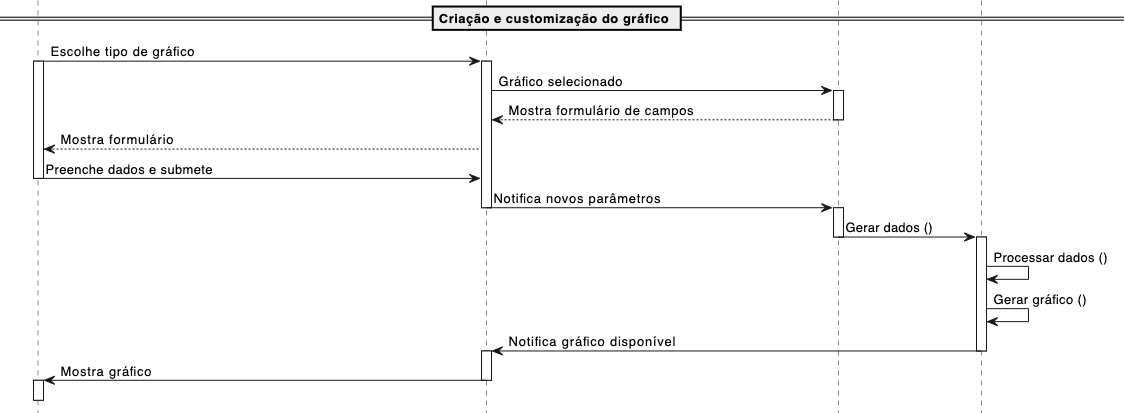 Criação e customização do gráfico
Escolhe tipo de gráfico
Gráfico selecionado
Mostra formulário de campos
Mostra formulário
Preenche dados e submete
Notifica novos parâmetros
Gerar dados ()
Processar dados ()
Gerar gráfico ()
Notifica gráfico disponível
Mostra gráfico